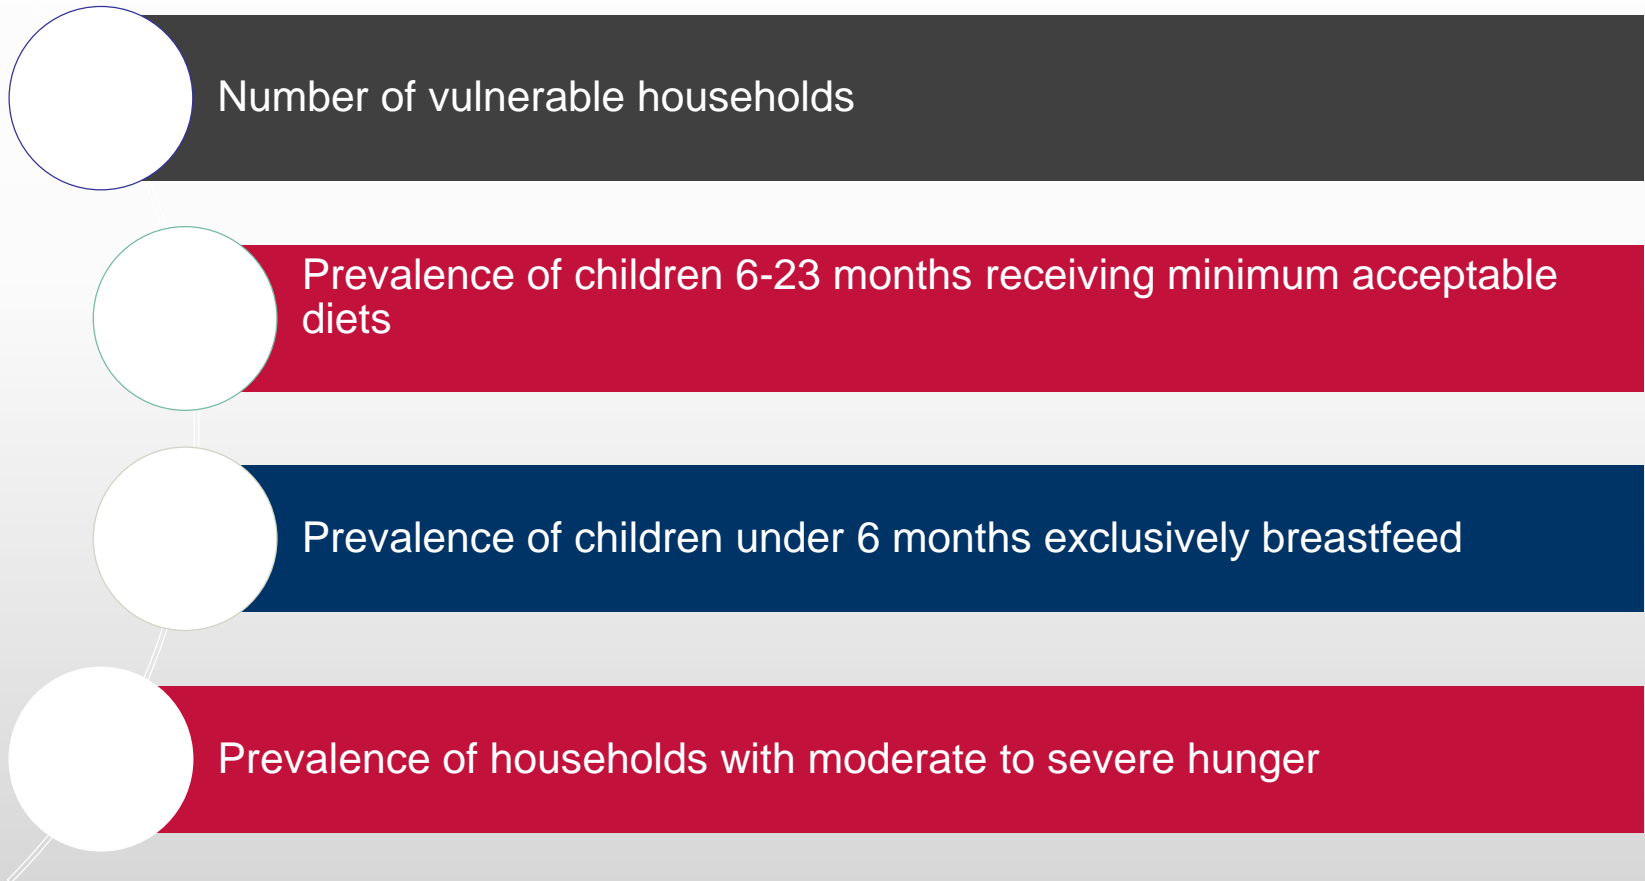 Number of vulnerable households
Prevalence of children 6-23 months receiving minimum acceptable
diets
Prevalence of children under 6 months exclusively breastfeed
Prevalence of households with moderate to severe hunger